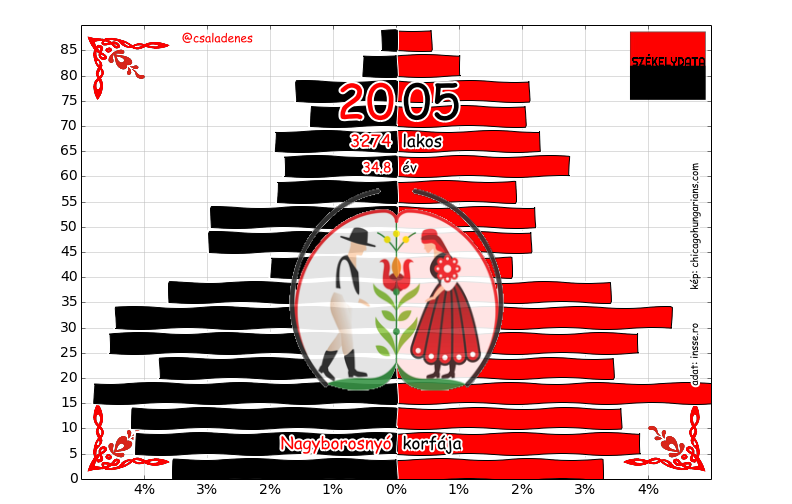 @csaladenes
SZÉKELYDATA
2005
3274 lakos
34.8 év
kép: chicagohungarians.com
adat: insse.ro
Nagyborosnyó korfája
85
80
75
70
65
60
55
50
45
40
35
30
25
20
15
10
5
0
4% 3% 2% 1% 0% 1% 2% 3% 4%